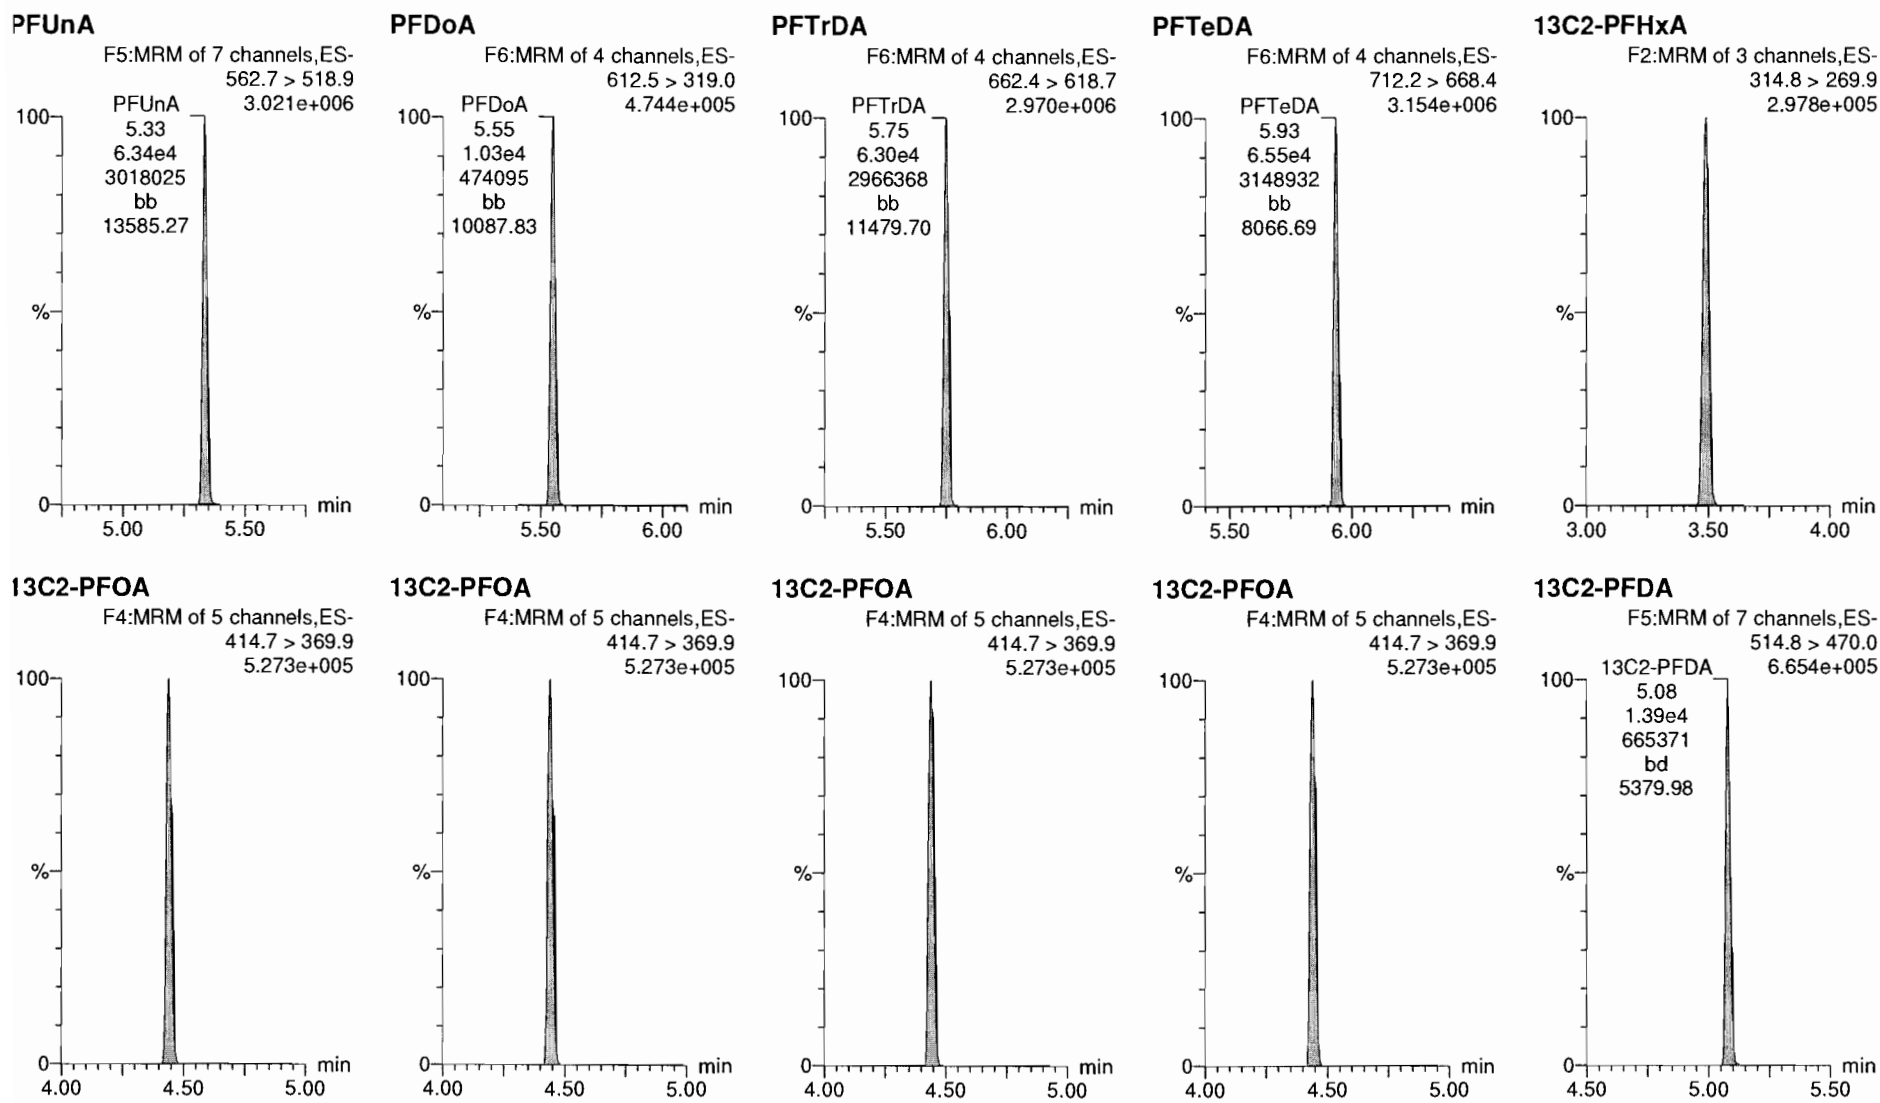 PFUnA
F5:MRM of 7 channels,ES-
562.7 > 518.9
3.021e+006
PFUnA
5.33
6.34e4
3018025
bb
13585.27
100
%
0
5.00 5.50 min
PFDoA
F6:MRM of 4 channels,ES-
612.5 > 319.0
4.744e+005
PFDoA
5.55
1.03e4
474095
bb
10087.83
100
%
0
5.50 6.00 min
PFTrDA
F6:MRM of 4 channels,ES-
662.4 > 618.7
2.970e+006
PFTrDA
5.75
6.30e4
2966368
bb
11479.70
100
%
0
5.50 6.00 min
PFTeDA
F6:MRM of 4 channels,ES-
712.2 > 668.4
3.154e+006
PFTeDA
5.93
6.55e4
3148932
bb
8066.69
100
%
0
5.50 6.00 min
13C2-PFHxA
F2:MRM of 3 channels,ES-
314.8 > 269.9
2.978e+005
100
%
0
3.00 3.50 4.00 min
13C2-PFOA
F4:MRM of 5 channels,ES-
414.7 > 369.9
5.273e+005
100
%
0
4.00 4.50 5.00 min
13C2-PFOA
F4:MRM of 5 channels,ES-
414.7 > 369.9
5.273e+005
100
%
0
4.00 4.50 5.00 min
13C2-PFOA
F4:MRM of 5 channels,ES-
414.7 > 369.9
5.273e+005
100
%
0
4.00 4.50 5.00 min
13C2-PFOA
F4:MRM of 5 channels,ES-
414.7 > 369.9
5.273e+005
100
%
0
4.00 4.50 5.00 min
13C2-PFDA
F5:MRM of 7 channels,ES-
514.8 > 470.0
6.654e+005
13C2-PFDA
5.08
1.39e4
665371
bd
5379.98
100
%
0
4.50 5.00 5.50 min